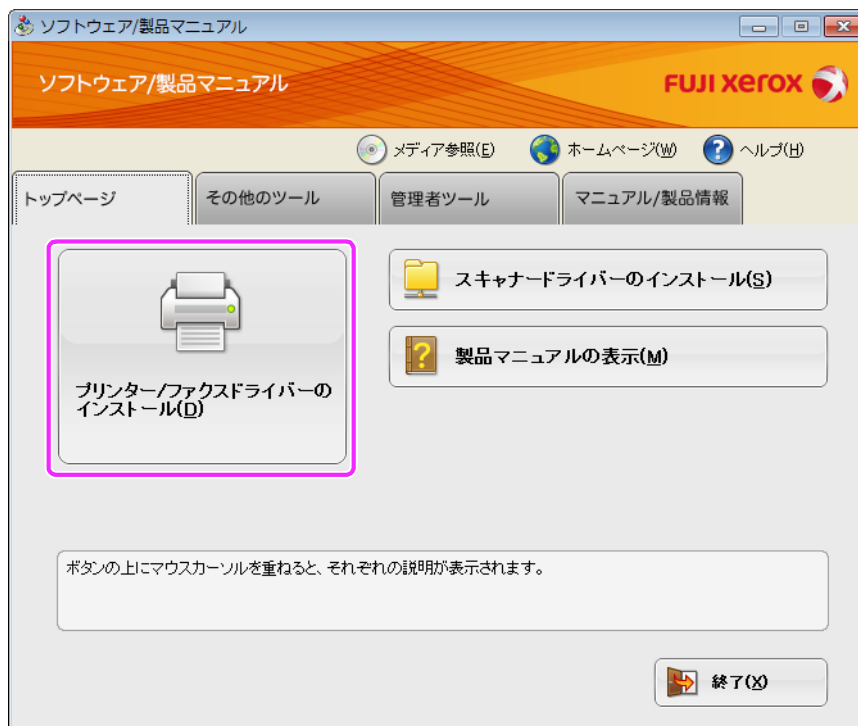 ソフトウェア/製品マニュアル
ソフトウェア/製品マニュアル
FUJI xerox
メディア参照(E)
ホームページ(W)
ヘルプ(H)
トップページ
その他のツール
管理者ツール
マニュアル/製品情報
プリンター/ファクスドライバーの
インストール(D)
スキャナードライバーのインストール(S)
製品マニュアルの表示(M)
ボタンの上にマウスカーソルを重ねると、それぞれの説明が表示されます。
終了(X)